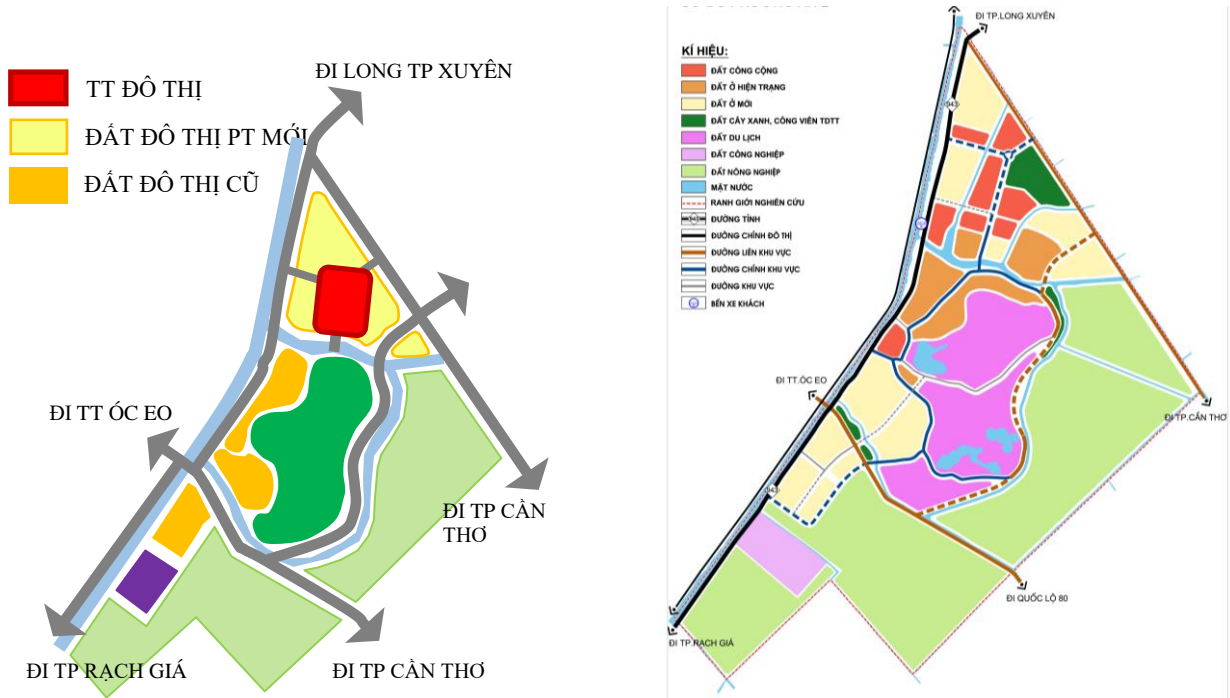 TT ĐÔ THỊ
ĐẤT ĐÔ THỊ PT MỚI
ĐẤT ĐÔ THỊ CŨ
ĐI LONG TP XUYÊN
ĐI TT ÓC EO
ĐI TP CẦN
THƠ
ĐI TP RẠCH GIÁ
ĐI TP CẦN THƠ
KÍ HIỆU:
ĐẤT CÔNG CỘNG
ĐẤT Ở HIỆN TRẠNG
ĐẤT Ở MỚI
ĐẤT CÂY XANH, CÔNG VIÊN TDTT
ĐẤT DU LỊCH
ĐẤT CÔNG NGHIỆP
ĐẤT NÔNG NGHIỆP
MẶT NƯỚC
RANH GIỚI NGHIÊN CỨU
ĐƯỜNG TỈNH
ĐƯỜNG CHÍNH ĐÔ THỊ
ĐƯỜNG LIÊN KHU VỰC
ĐƯỜNG CHÍNH KHU VỰC
ĐƯỜNG KHU VỰC
BẾN XE KHÁCH
ĐI TP.LONG XUYÊN
943
ĐI TT.ÓC EO
ĐI TP.CẦN THƠ
943
ĐI QUỐC LỘ 80
ĐI TP.RẠCH GIÁ